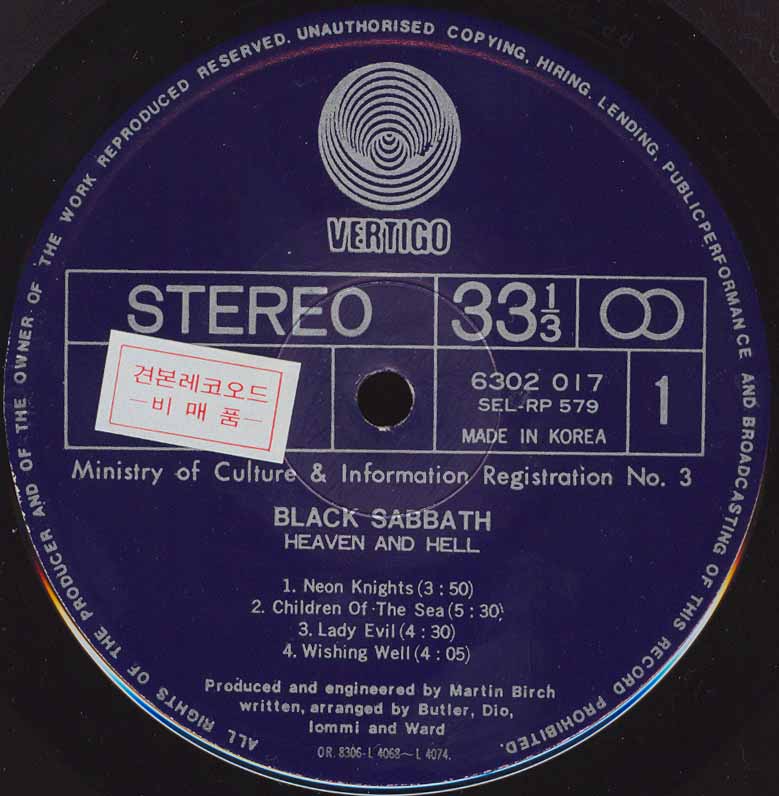 ALL RIGHTS OF THE PRODUCER AND OF THE OWNER OF THE WORK REPRODUCED RESERVED. UNAUTHORISED COPYING, HIRING, LENDING, PUBLICPERFORMANCE AND BROADCASTING OF THIS RECORD PROHIBITED.
VERTIGO
STEREO
33 1/3
견본레코오드
—비매품—
6302 017
SEL-RP 579
MADE IN KOREA
1
Ministry of Culture & Information Registration No. 3
BLACK SABBATH
HEAVEN AND HELL
1. Neon Knights (3 : 50)
2. Children Of The Sea (5 : 30)
3. Lady Evil (4 : 30)
4. Wishing Well (4 : 05)
Produced and engineered by Martin Birch
written, arranged by Butler, Dio,
Iommi and Ward
OR. 8306-L 4068~L 4074.